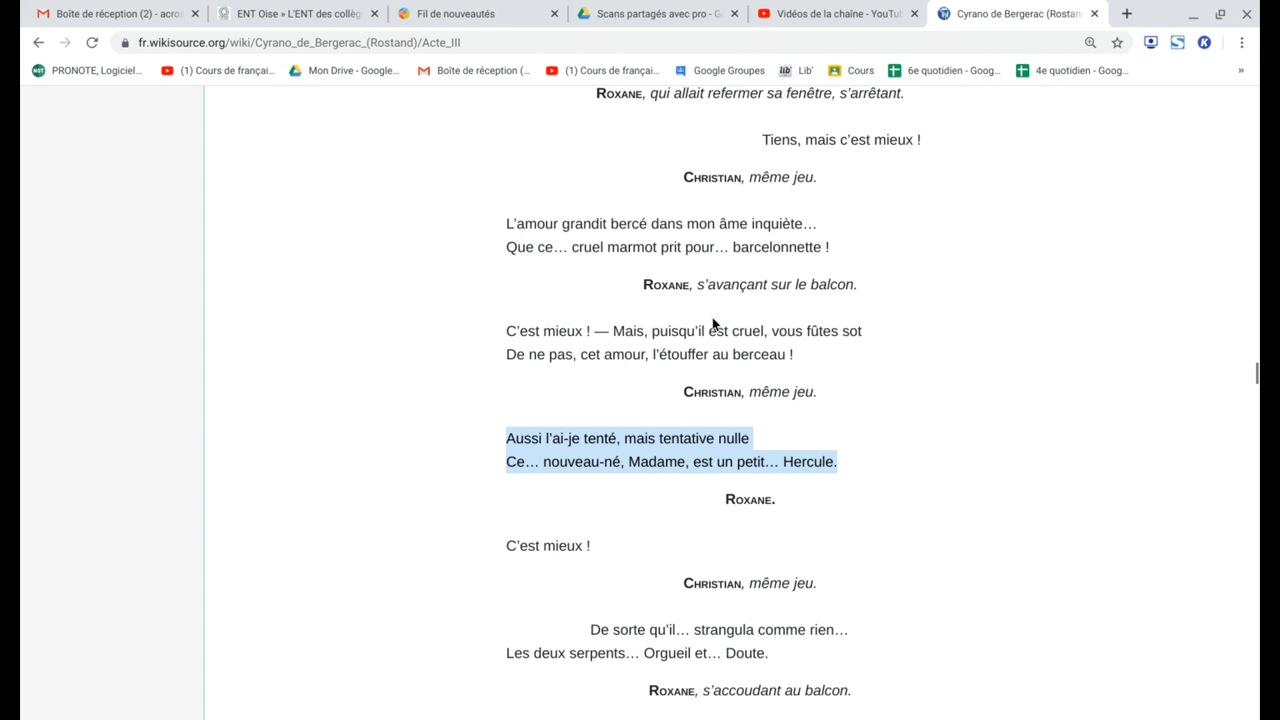 Boîte de réception (2) - acros
ENT Oise » L'ENT des collèg
Fil de nouveautés
Scans partagés avec pro - G
Vidéos de la chaîne - YouTu
Cyrano de Bergerac (Rostan
fr.wikisource.org/wiki/Cyrano_de_Bergerac_(Rostand)/Acte_III
PRONOTE, Logiciel...
(1) Cours de françai...
Mon Drive - Google...
Boîte de réception (...
(1) Cours de françai...
Google Groupes
lib' Lib'
Cours
6e quotidien - Goog...
4e quotidien - Goog...
»
Roxane, qui allait refermer sa fenêtre, s’arrêtant.
Tiens, mais c’est mieux !
Christian, même jeu.
L’amour grandit bercé dans mon âme inquiète…
Que ce… cruel marmot prit pour… barcelonnette !
Roxane, s’avançant sur le balcon.
C’est mieux ! — Mais, puisqu’il est cruel, vous fûtes sot
De ne pas, cet amour, l’étouffer au berceau !
Christian, même jeu.
Aussi l’ai-je tenté, mais tentative nulle
Ce… nouveau-né, Madame, est un petit… Hercule.
Roxane.
C’est mieux !
Christian, même jeu.
De sorte qu’il… strangula comme rien…
Les deux serpents… Orgueil et… Doute.
Roxane, s’accoudant au balcon.